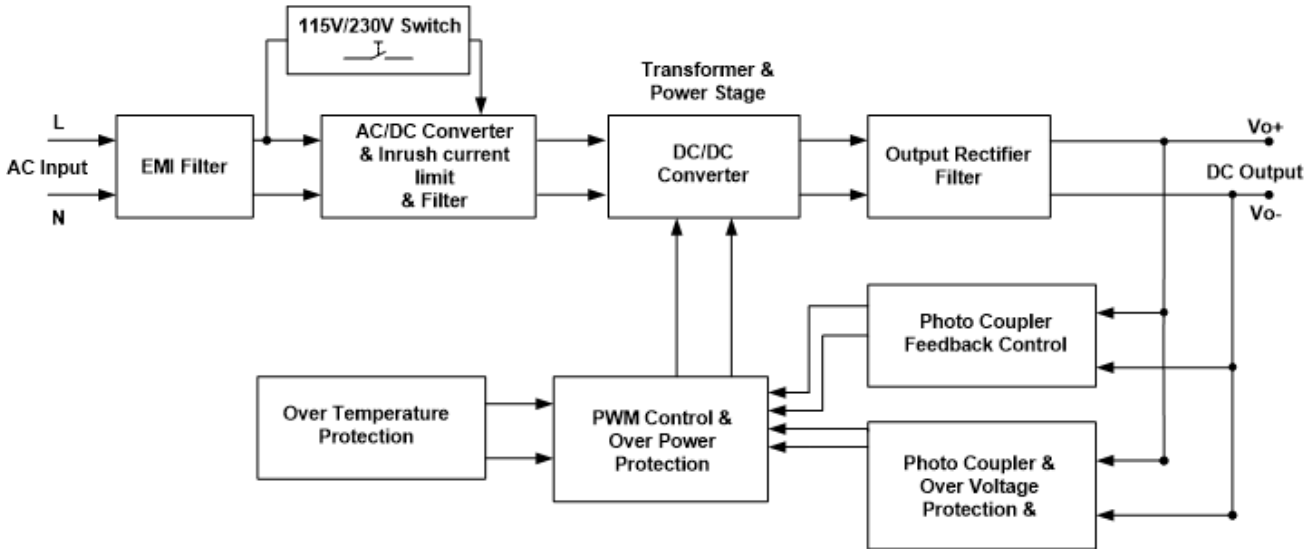 115V/230V Switch
Transformer &
Power Stage
L
AC Input
N
EMI Filter
AC/DC Converter
& Inrush current
limit
& Filter
DC/DC
Converter
Output Rectifier
Filter
Vo+
DC Output
Vo-
Photo Coupler
Feedback Control
Over Temperature
Protection
PWM Control &
Over Power
Protection
Photo Coupler &
Over Voltage
Protection &